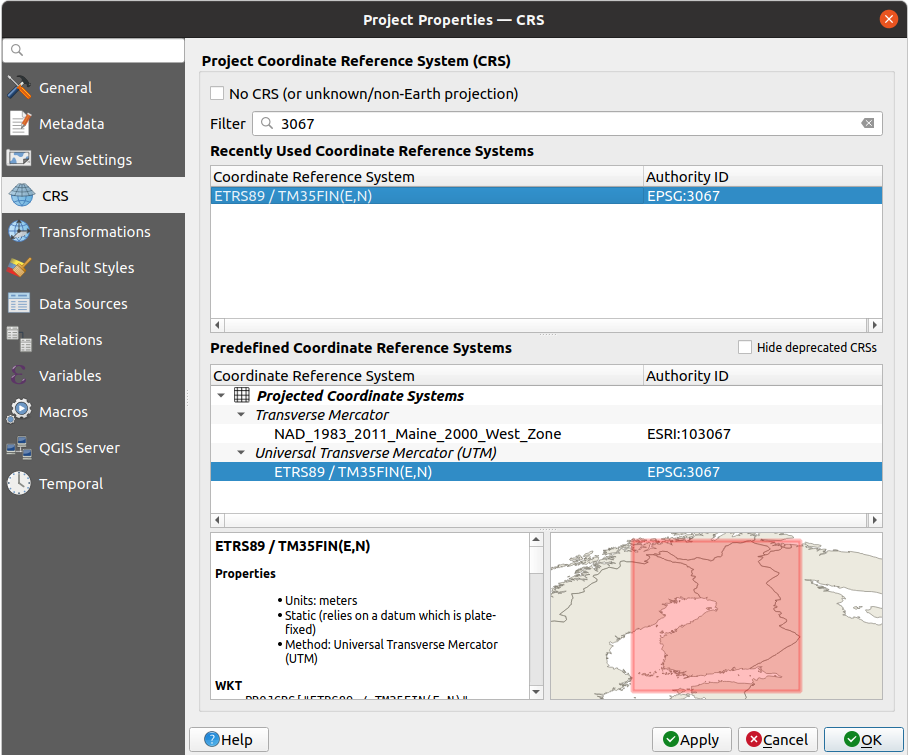 Project Properties — CRS
General
Metadata
View Settings
CRS
Transformations
Default Styles
Data Sources
Relations
Variables
Macros
QGIS Server
Temporal
Project Coordinate Reference System (CRS)
No CRS (or unknown/non-Earth projection)
Filter 3067
Recently Used Coordinate Reference Systems
Coordinate Reference System Authority ID
ETRS89 / TM35FIN(E,N) EPSG:3067
Predefined Coordinate Reference Systems Hide deprecated CRSs
Coordinate Reference System Authority ID
Projected Coordinate Systems
Transverse Mercator
NAD_1983_2011_Maine_2000_West_Zone ESRI:103067
Universal Transverse Mercator (UTM)
ETRS89 / TM35FIN(E,N) EPSG:3067
ETRS89 / TM35FIN(E,N)
Properties
• Units: meters
• Static (relies on a datum which is plate-
fixed)
• Method: Universal Transverse Mercator
(UTM)
WKT
PROJCRS["ETRS89 / TM35FIN(E,N)",
Help
Apply
Cancel
OK